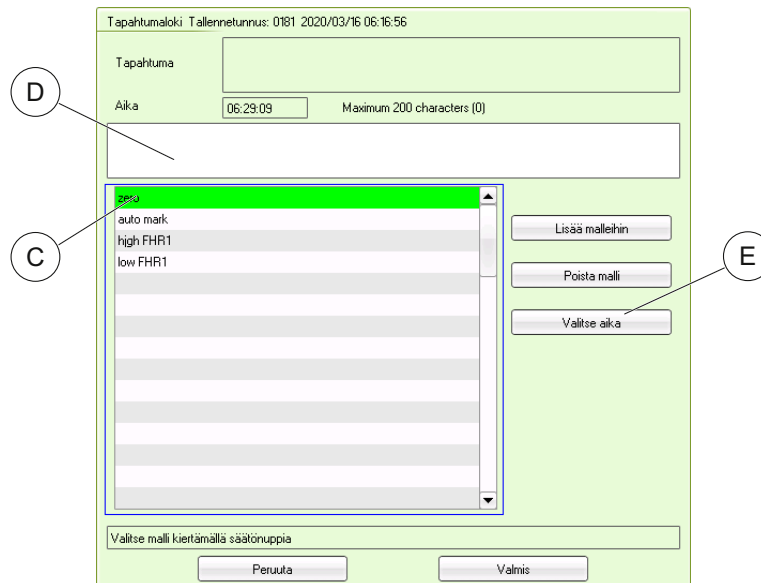 Tapahtumaloki Tallennetunnus: 0181 2020/03/16 06:16:56
Tapahtuma
D
Aika
06:29:09
Maximum 200 characters (0)
zero
auto mark
high FHR1
low FHR1
C
Lisää malleihin
Poista malli
Valitse aika
E
Valitse malli kiertämällä säätönuppia
Peruuta
Valmis